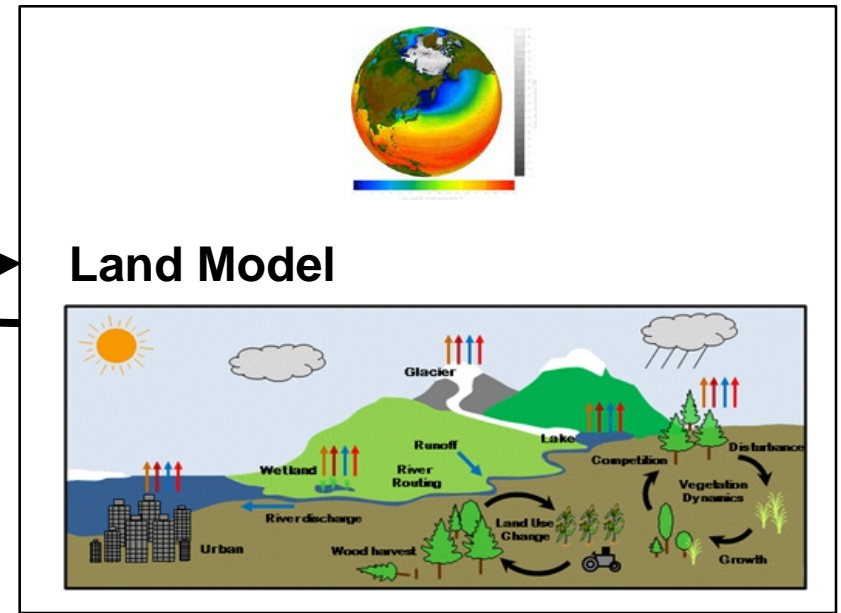 Land Model
Glacier
Runoff
Lake
Disturbance
Competition
Wetland
River
Routing
Vegetation
Dynamics
River discharge
Land Use
Change
Urban
Wood harvest
Growth